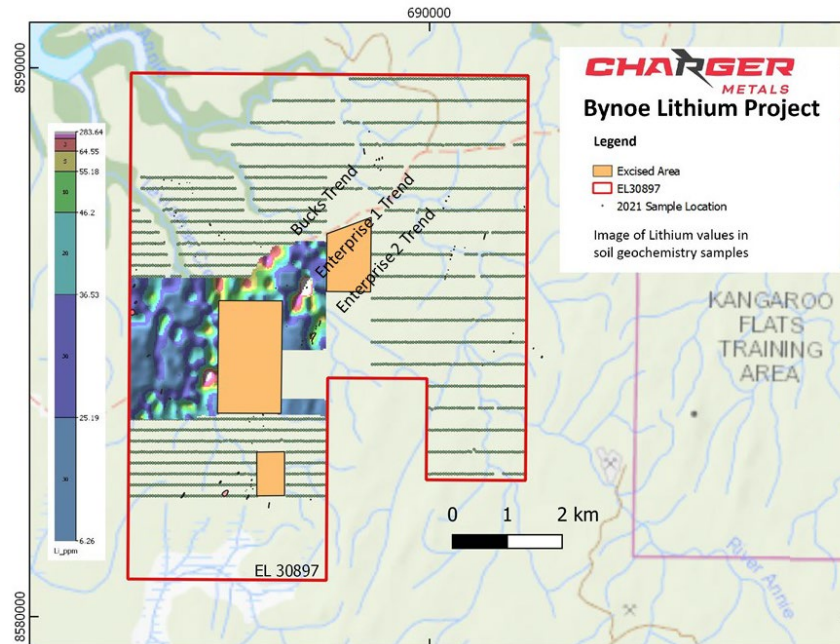 690000
8590000
River Annie
CHARGER
METALS
Bynoe Lithium Project
Legend
Excised Area
EL30897
2021 Sample Location
Image of Lithium values in
soil geochemistry samples
283.64
64.55
55.18
46.2
36.53
25.19
6.26
Li_ppm
Bucks Trend
Enterprise 1 Trend
Enterprise 2 Trend
KANGAROO
FLATS
TRAINING
AREA
0 1 2 km
EL 30897
River Annie
8580000